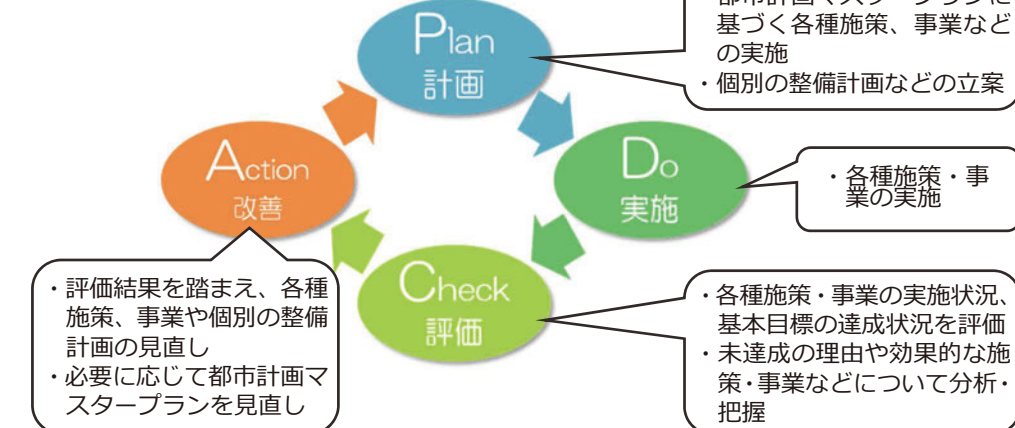 基づく各種施策、事業など
の実施
・個別の整備計画などの立案
Plan
計画
Do
実施
・各種施策・事
業の実施
Check
評価
・各種施策・事業の実施状況、
基本目標の達成状況を評価
・未達成の理由や効果的な施
策・事業などについて分析・
把握
Action
改善
・評価結果を踏まえ、各種
施策、事業や個別の整備
計画の見直し
・必要に応じて都市計画マ
スタープランを見直し